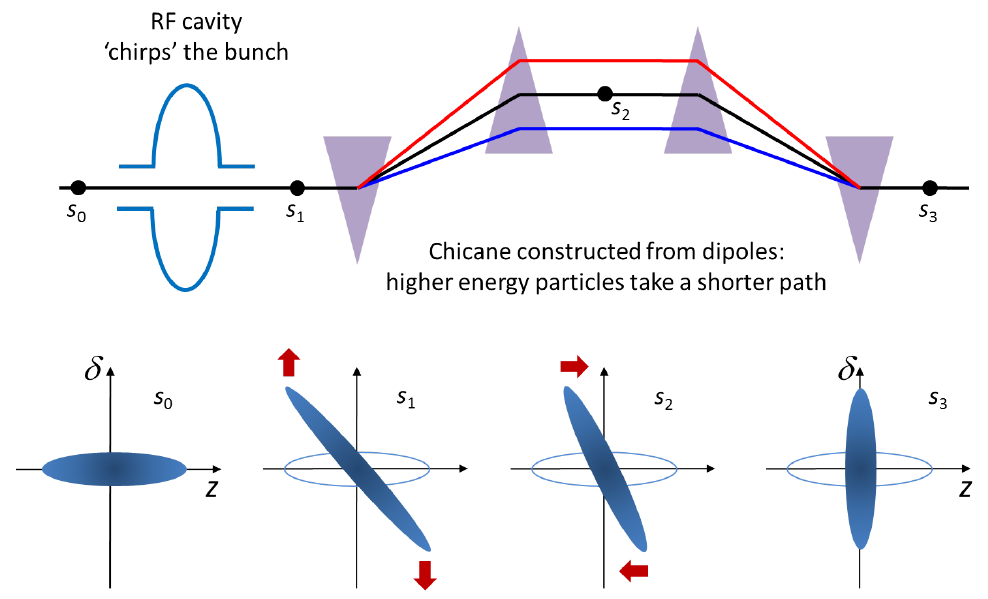 RF cavity
‘chirps’ the bunch
s2
s0
s1
s3
Chicane constructed from dipoles:
higher energy particles take a shorter path
δ
s0
z
s1
s2
δ
s3
z